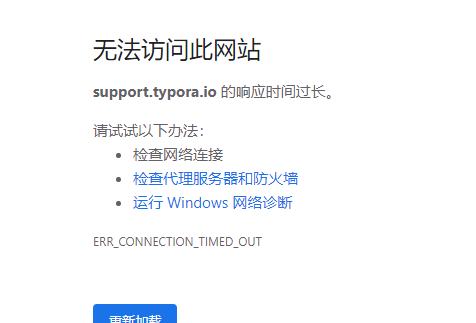 无法访问此网站
support.typora.io 的响应时间过长。
请试试以下办法：
检查网络连接
检查代理服务器和防火墙
运行 Windows 网络诊断
ERR_CONNECTION_TIMED_OUT
重新加载